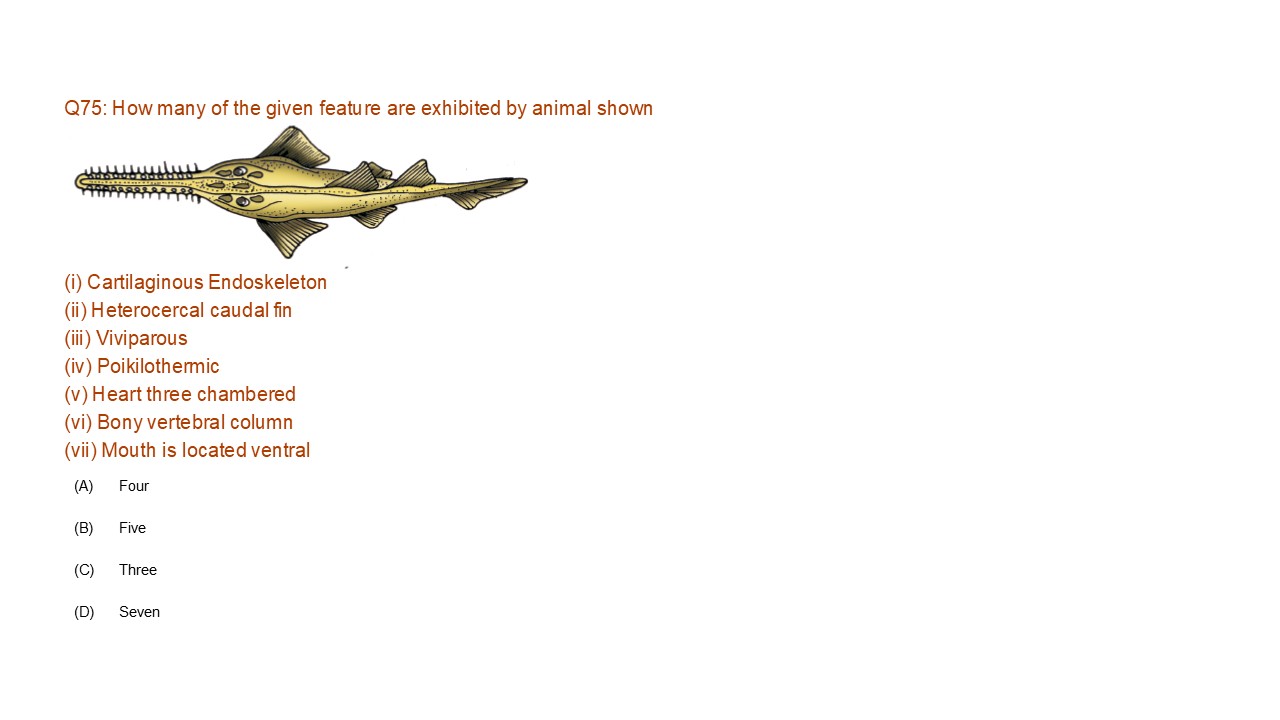 Q75: How many of the given feature are exhibited by animal shown
(i) Cartilaginous Endoskeleton
(ii) Heterocercal caudal fin
(iii) Viviparous
(iv) Poikilothermic
(v) Heart three chambered
(vi) Bony vertebral column
(vii) Mouth is located ventral
(A) Four
(B) Five
(C) Three
(D) Seven